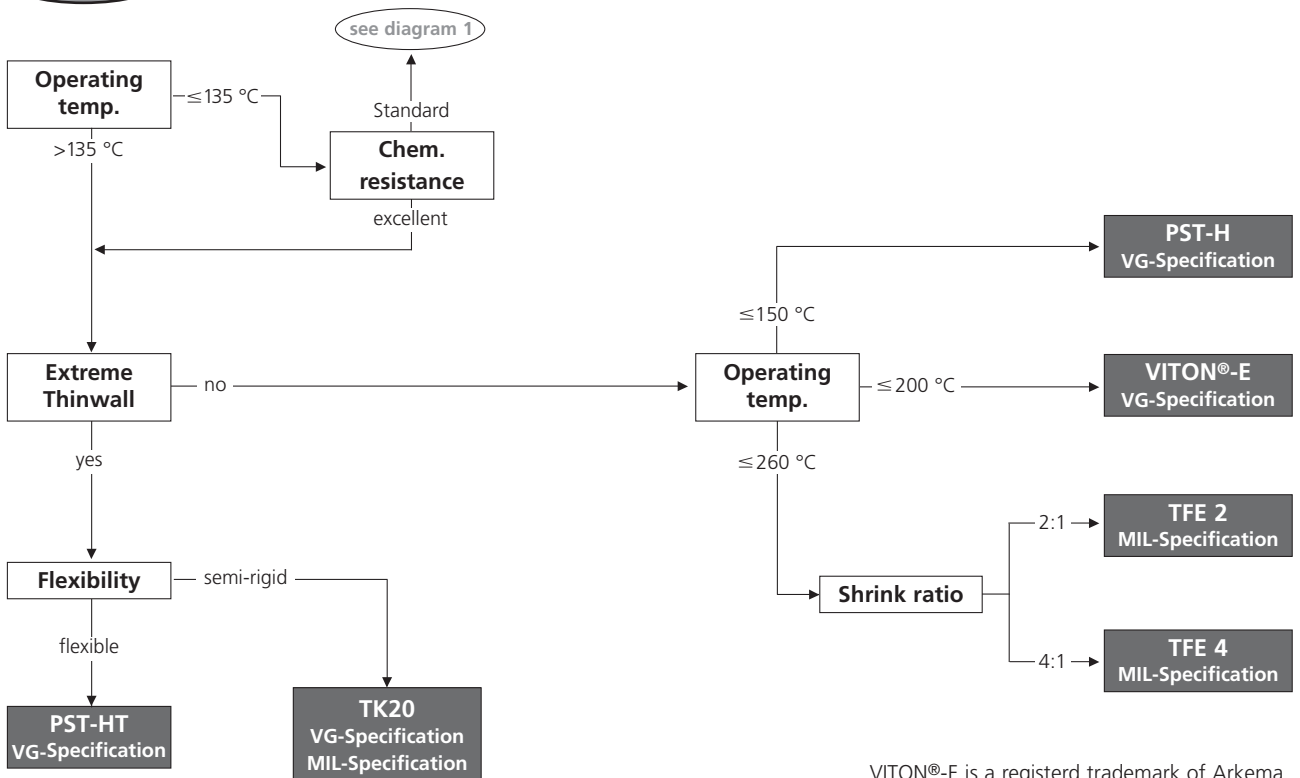 see diagram 1
Operating
temp.
≤135 °C
Standard
>135 °C
Chem.
resistance
excellent
PST-H
VG-Specification
≤150 °C
Extreme
Thinwall
no
Operating
temp.
≤200 °C
VITON®-E
VG-Specification
yes
≤260 °C
2:1
TFE 2
MIL-Specification
Flexibility
semi-rigid
Shrink ratio
flexible
4:1
TFE 4
MIL-Specification
PST-HT
VG-Specification
TK20
VG-Specification
MIL-Specification
VITON®-E is a registerd trademark of Arkema